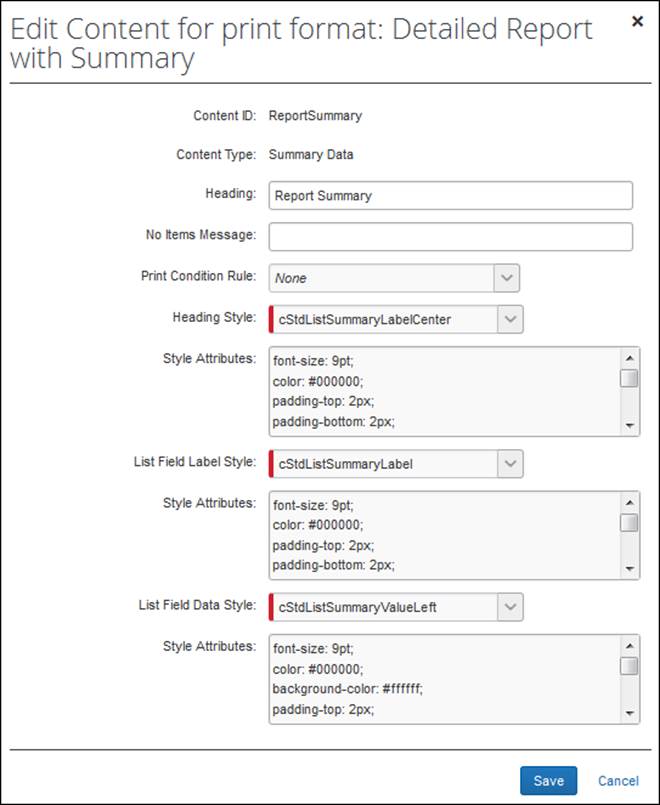 Edit Content for print format: Detailed Report
with Summary
Content ID: ReportSummary
Content Type: Summary Data
Heading: Report Summary
No Items Message:
Print Condition Rule: None
Heading Style: cStdListSummaryLabelCenter
Style Attributes: font-size: 9pt;
color: #000000;
padding-top: 2px;
padding-bottom: 2px;
List Field Label Style: cStdListSummaryLabel
Style Attributes: font-size: 9pt;
color: #000000;
padding-top: 2px;
padding-bottom: 2px;
List Field Data Style: cStdListSummaryValueLeft
Style Attributes: font-size: 9pt;
color: #000000;
background-color: #ffffff;
padding-top: 2px;
Save Cancel